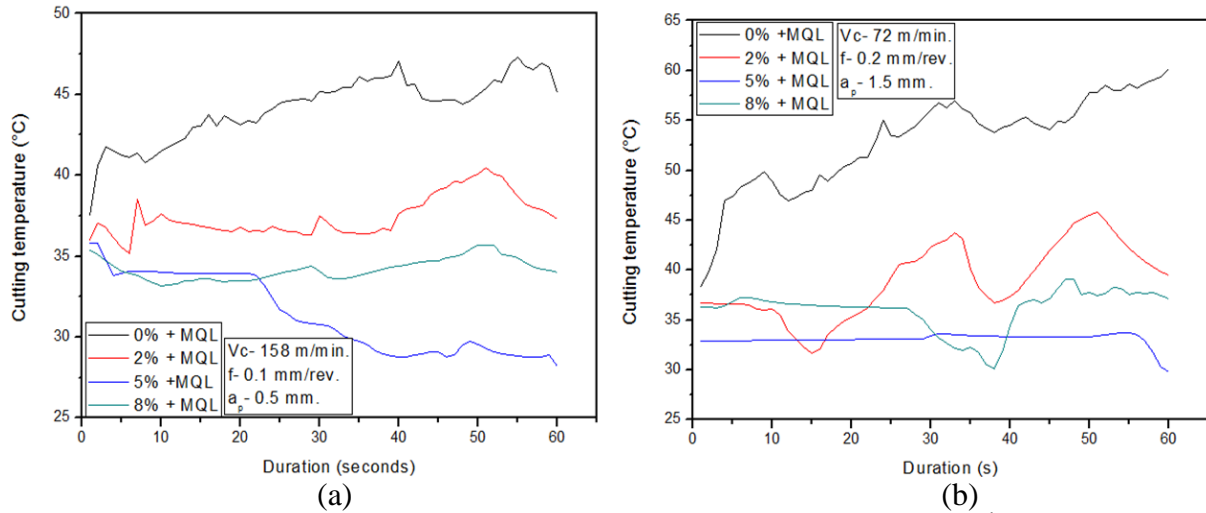 50
45
40
35
30
25
Cutting temperature (°C)
0% + MQL
2% + MQL
5% +MQL
8% + MQL
Vc- 158 m/min.
f- 0.1 mm/rev.
ap- 0.5 mm.
0 10 20 30 40 50 60
Duration (seconds)
(a)
65
60
55
50
45
40
35
30
25
Cutting temperature (°C)
0% +MQL
2% + MQL
5% + MQL
8% + MQL
Vc- 72 m/min.
f- 0.2 mm/rev.
ap- 1.5 mm.
0 10 20 30 40 50 60
Duration (s)
(b)